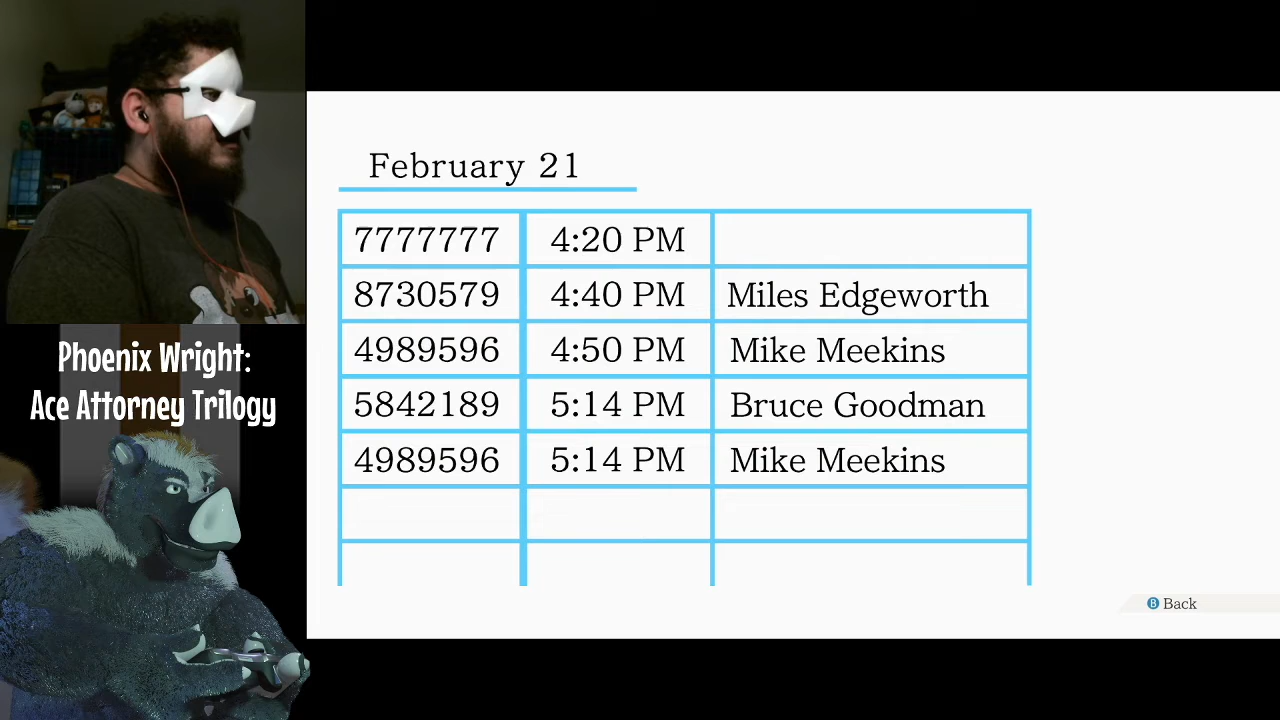 February 21
7777777 4:20 PM
8730579 4:40 PM Miles Edgeworth
4989596 4:50 PM Mike Meekins
5842189 5:14 PM Bruce Goodman
4989596 5:14 PM Mike Meekins
B Back
Phoenix Wright:
Ace Attorney Trilogy